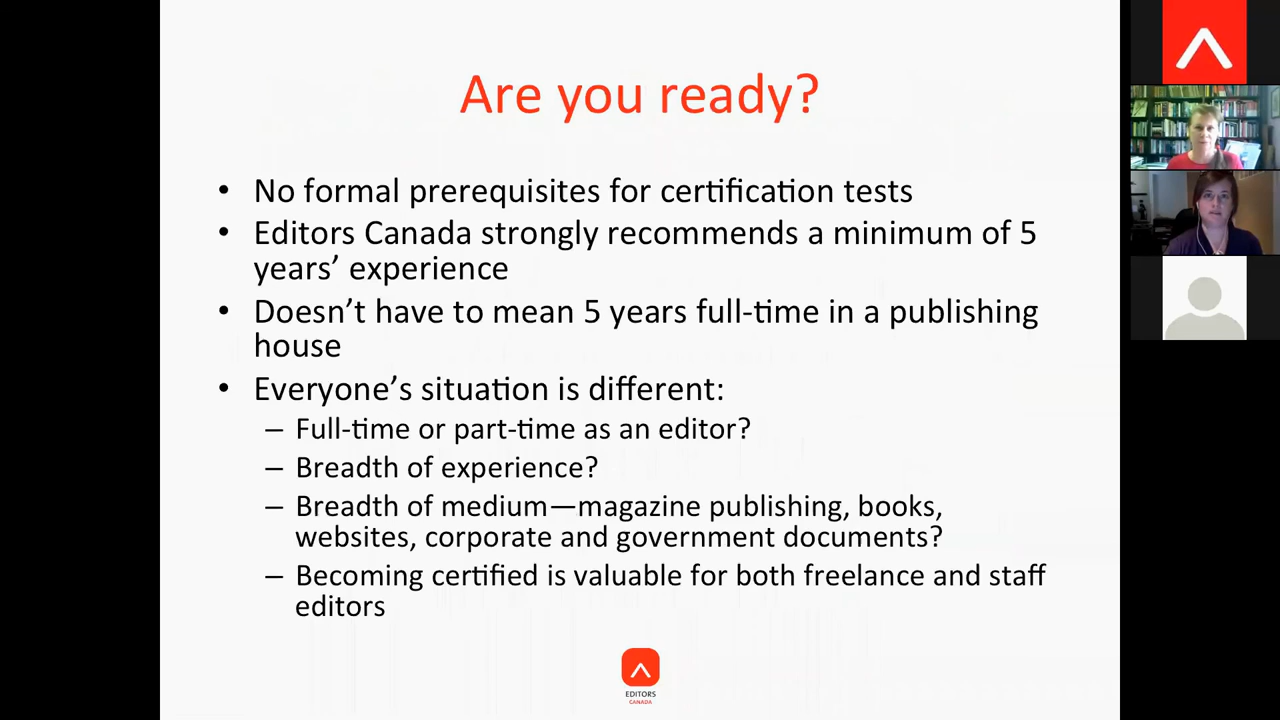 Are you ready?
• No formal prerequisites for certification tests
• Editors Canada strongly recommends a minimum of 5
years’ experience
• Doesn’t have to mean 5 years full-time in a publishing
house
• Everyone’s situation is different:
– Full-time or part-time as an editor?
– Breadth of experience?
– Breadth of medium—magazine publishing, books,
websites, corporate and government documents?
– Becoming certified is valuable for both freelance and staff
editors
EDITORS
CANADA